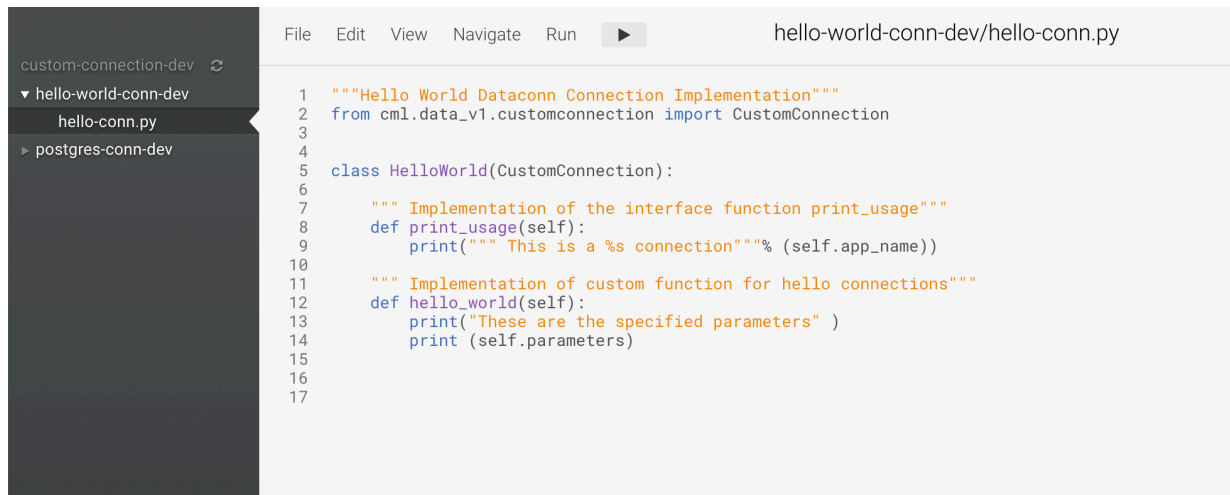 File Edit View Navigate Run hello-world-conn-dev/hello-conn.py
custom-connection-dev
hello-world-conn-dev
hello-conn.py
postgres-conn-dev
1 """Hello World Dataconn Connection Implementation"""
2 from cml.data_v1.customconnection import CustomConnection
3
4
5 class HelloWorld(CustomConnection):
6
7     """ Implementation of the interface function print_usage"""
8     def print_usage(self):
9         print(""" This is a %s connection"""% (self.app_name))
10
11     """ Implementation of custom function for hello connections"""
12     def hello_world(self):
13         print("These are the specified parameters" )
14         print (self.parameters)
15
16
17